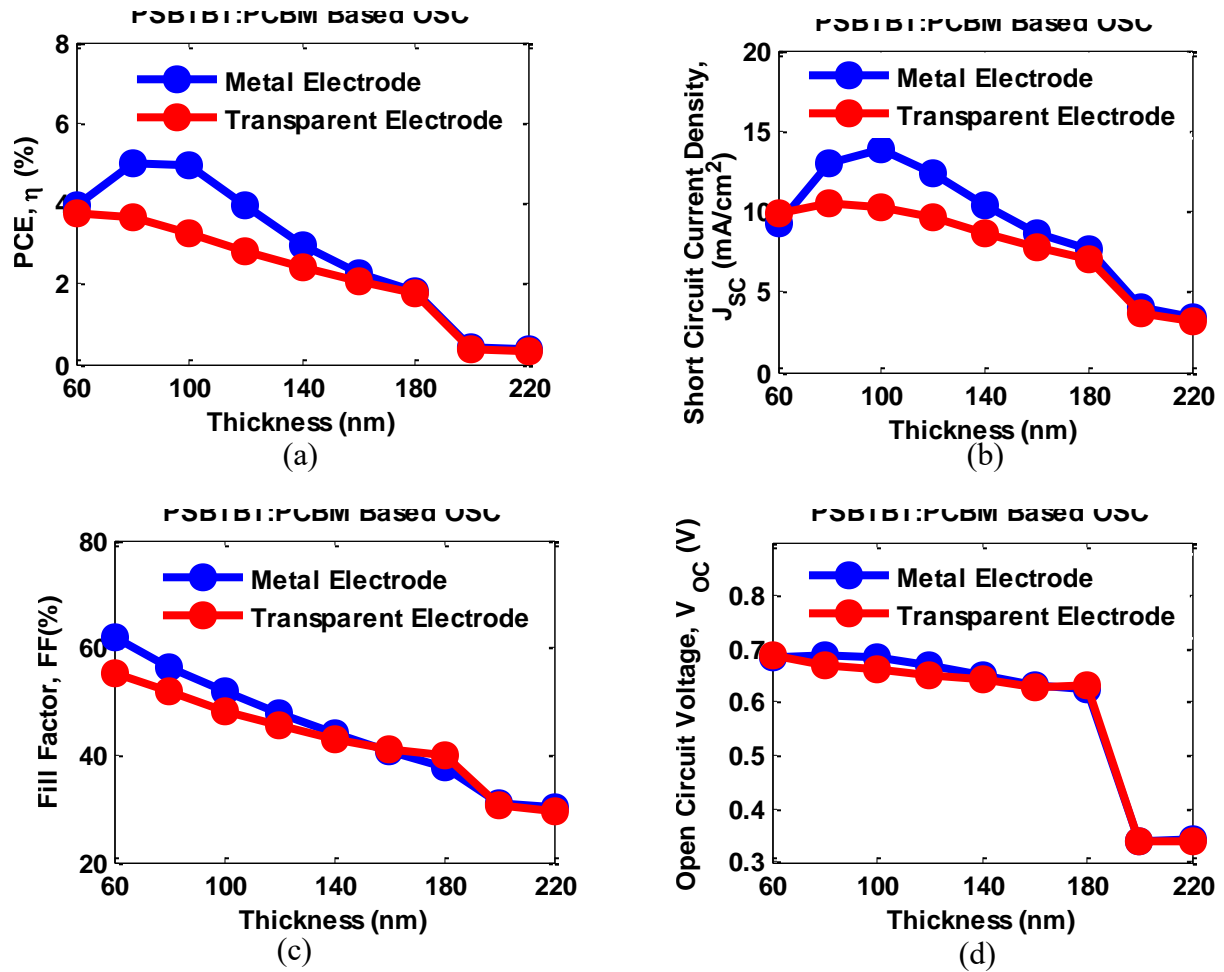 PSBTBT:PCBM Based OSC
8
6
4
2
0
PCE, η (%)
Metal Electrode
Transparent Electrode
60 100 140 180 220
Thickness (nm)
(a)
PSBTBT:PCBM Based OSC
20
15
10
5
0
Short Circuit Current Density,
J_SC (mA/cm²)
Metal Electrode
Transparent Electrode
60 100 140 180 220
Thickness (nm)
(b)
PSBTBT:PCBM Based OSC
80
60
40
20
Fill Factor, FF(%)
Metal Electrode
Transparent Electrode
60 100 140 180 220
Thickness (nm)
(c)
PSBTBT:PCBM Based OSC
0.8
0.7
0.6
0.5
0.4
0.3
Open Circuit Voltage, V_OC (V)
Metal Electrode
Transparent Electrode
60 100 140 180 220
Thickness (nm)
(d)